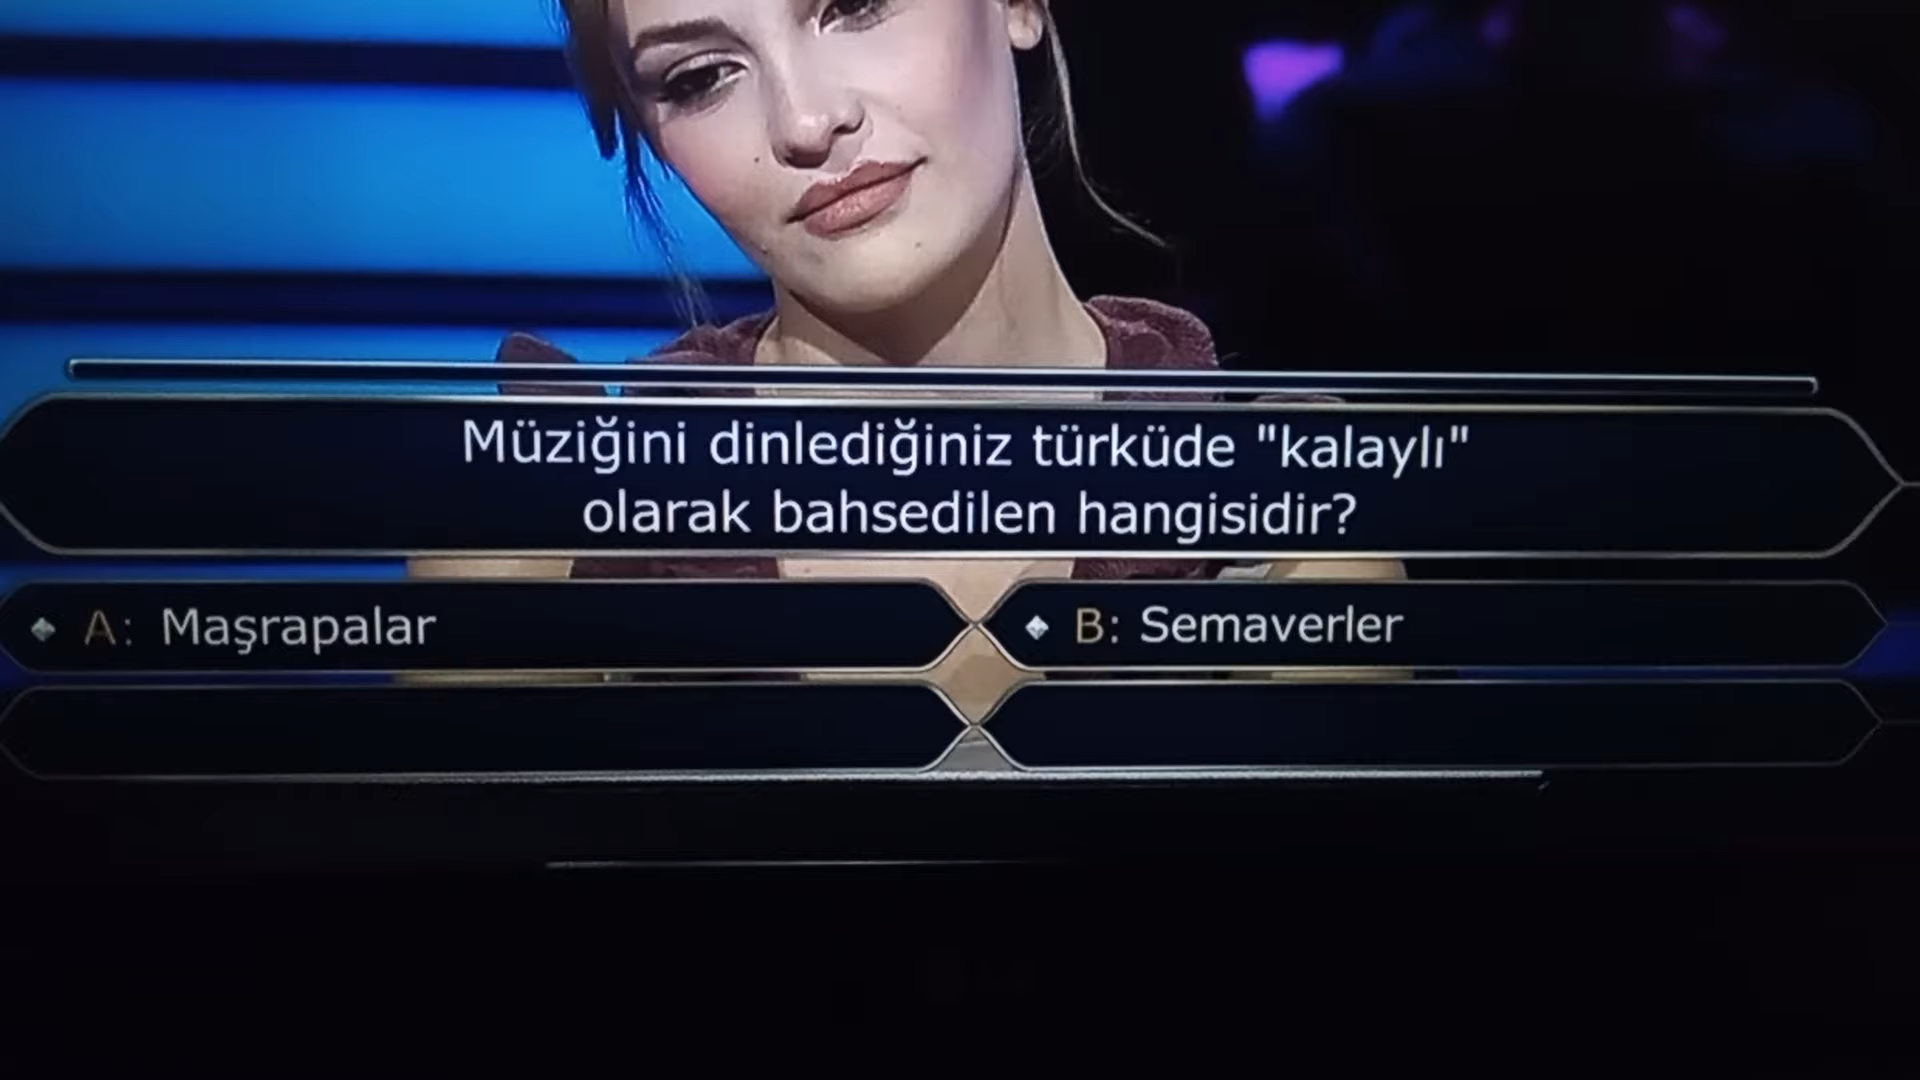 Müziğini dinlediğiniz türküde "kalaylı"
olarak bahsedilen hangisidir?
A: Maşrapalar
B: Semaverler